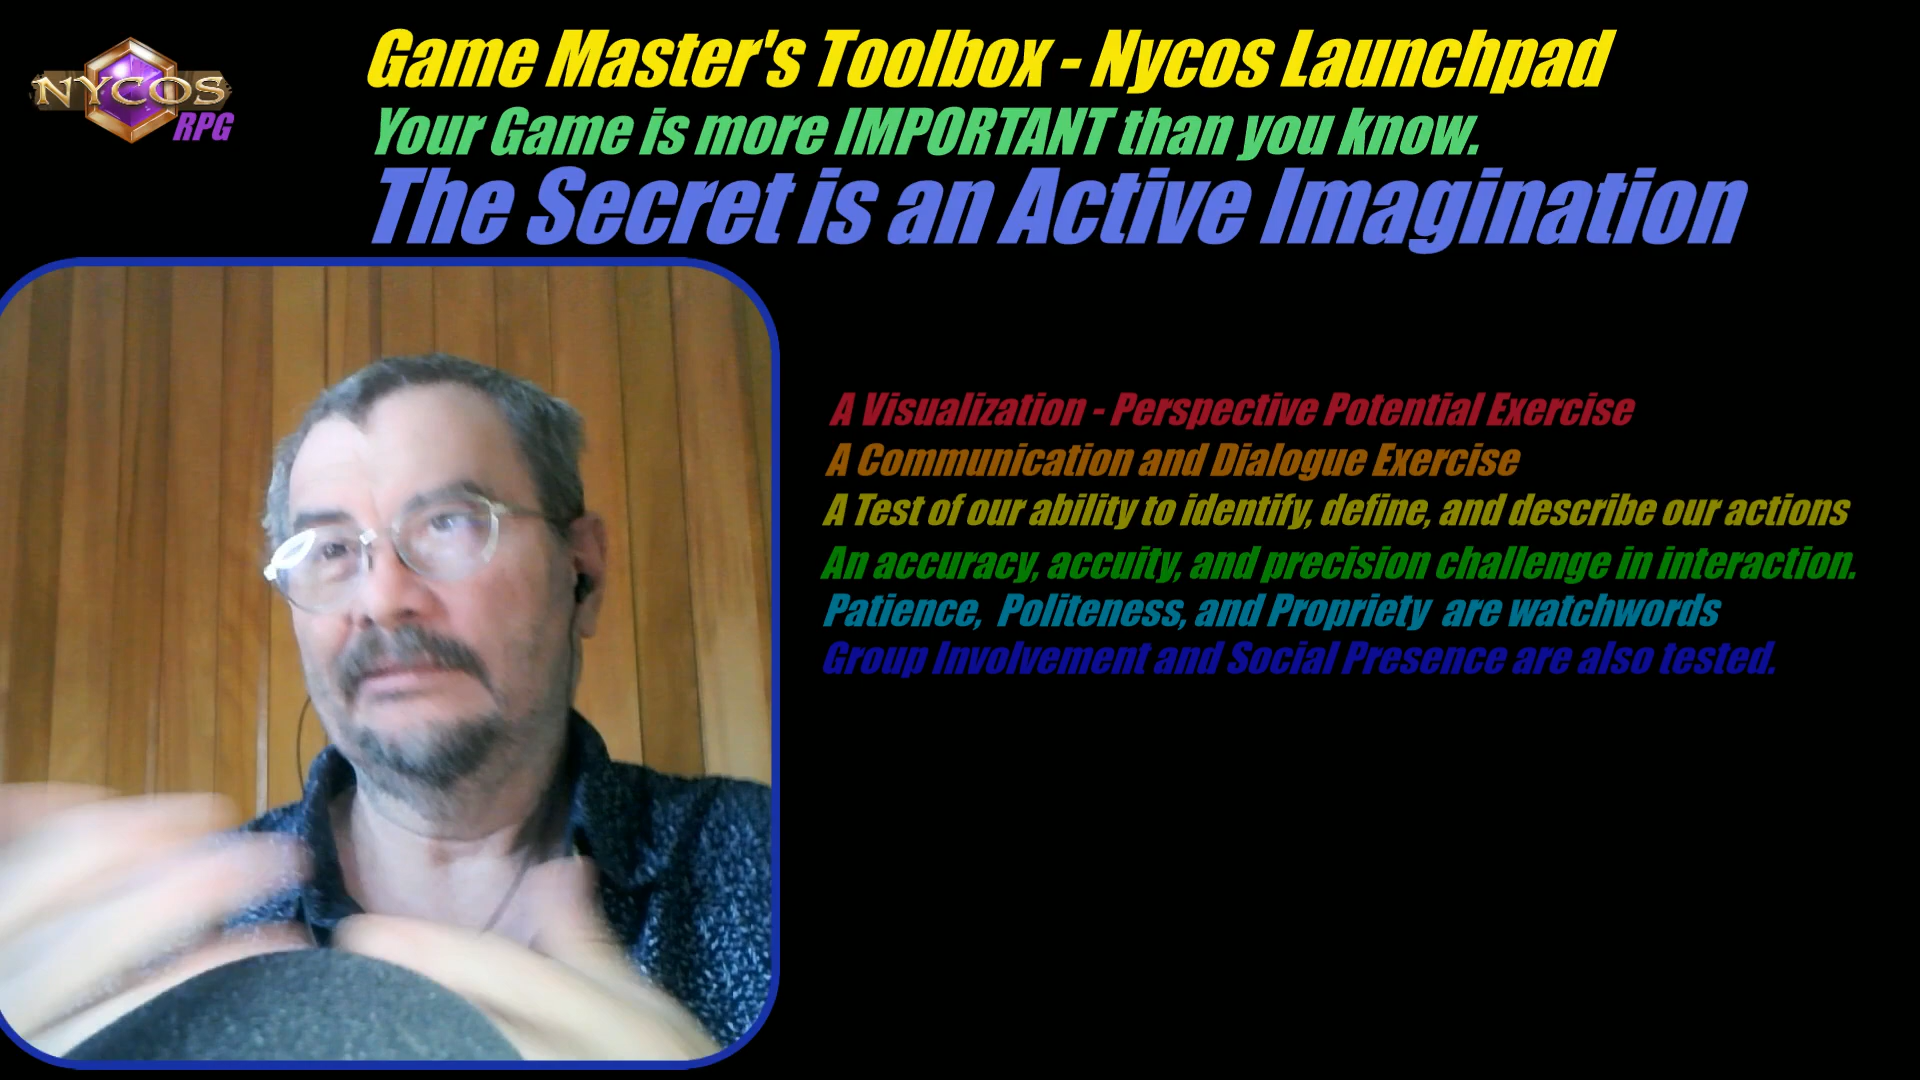 NYCOS
RPG
Game Master's Toolbox - Nycos Launchpad
Your Game is more IMPORTANT than you know.
The Secret is an Active Imagination
A Visualization - Perspective Potential Exercise
A Communication and Dialogue Exercise
A Test of our ability to identify, define, and describe our actions
An accuracy, accuity, and precision challenge in interaction.
Patience, Politeness, and Propriety are watchwords
Group Involvement and Social Presence are also tested.